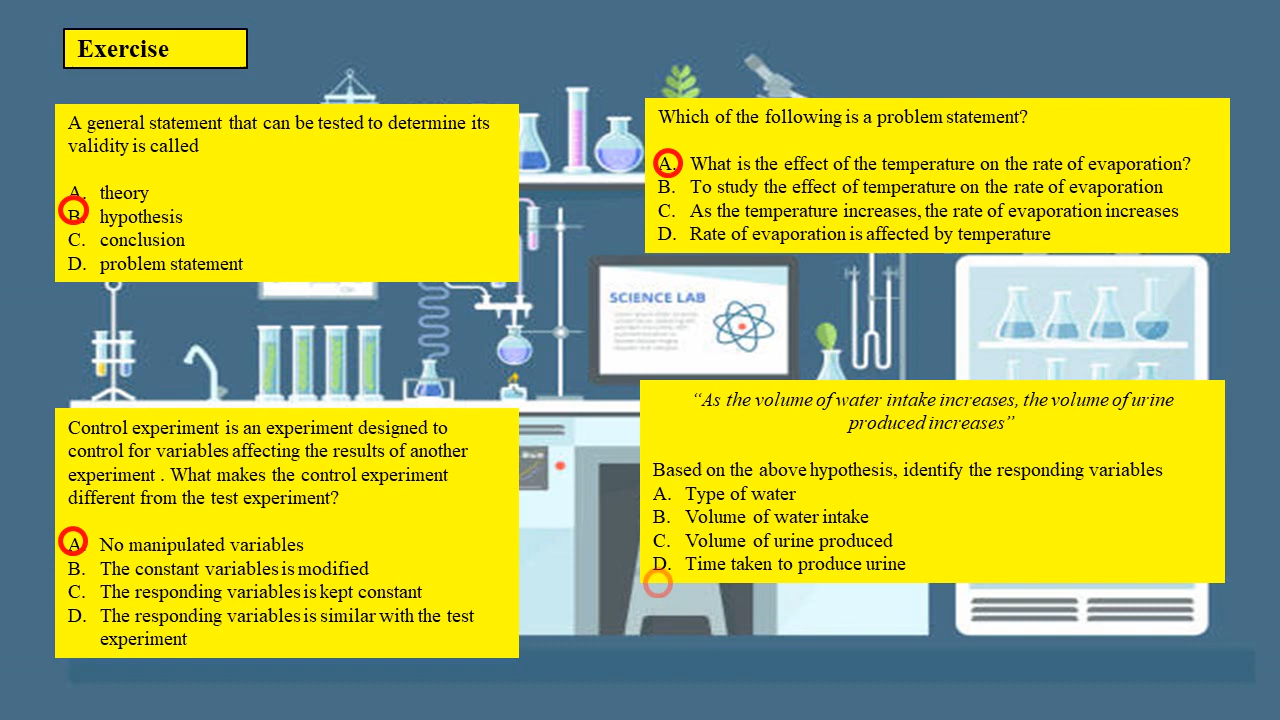 Exercise
A general statement that can be tested to determine its
validity is called
A. theory
B. hypothesis
C. conclusion
D. problem statement
Which of the following is a problem statement?
A. What is the effect of the temperature on the rate of evaporation?
B. To study the effect of temperature on the rate of evaporation
C. As the temperature increases, the rate of evaporation increases
D. Rate of evaporation is affected by temperature
SCIENCE LAB
Control experiment is an experiment designed to
control for variables affecting the results of another
experiment . What makes the control experiment
different from the test experiment?
A. No manipulated variables
B. The constant variables is modified
C. The responding variables is kept constant
D. The responding variables is similar with the test
experiment
“As the volume of water intake increases, the volume of urine
produced increases”
Based on the above hypothesis, identify the responding variables
A. Type of water
B. Volume of water intake
C. Volume of urine produced
D. Time taken to produce urine